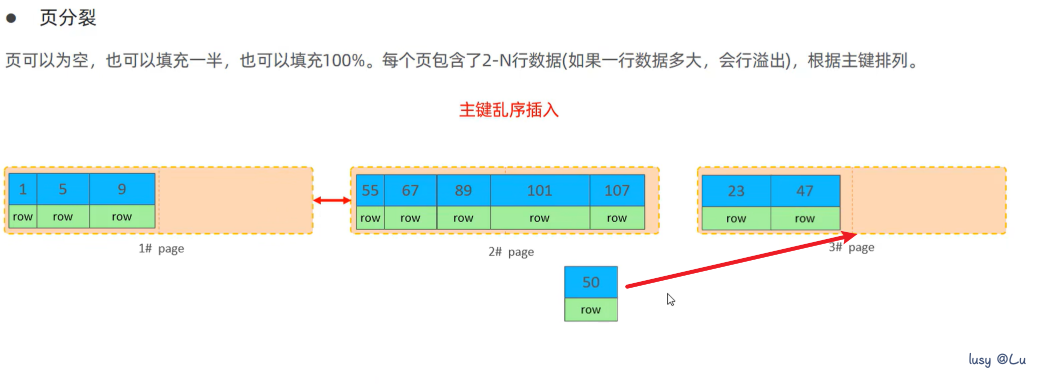 ● 页分裂
页可以为空，也可以填充一半，也可以填充100%。每个页包含了2-N行数据(如果一行数据多大，会行溢出)，根据主键排列。
主键乱序插入
1 5 9
row row row
55 67 89 101 107
row row row row row
23 47
row row
1# page
2# page
3# page
50
row
lusy @Lu